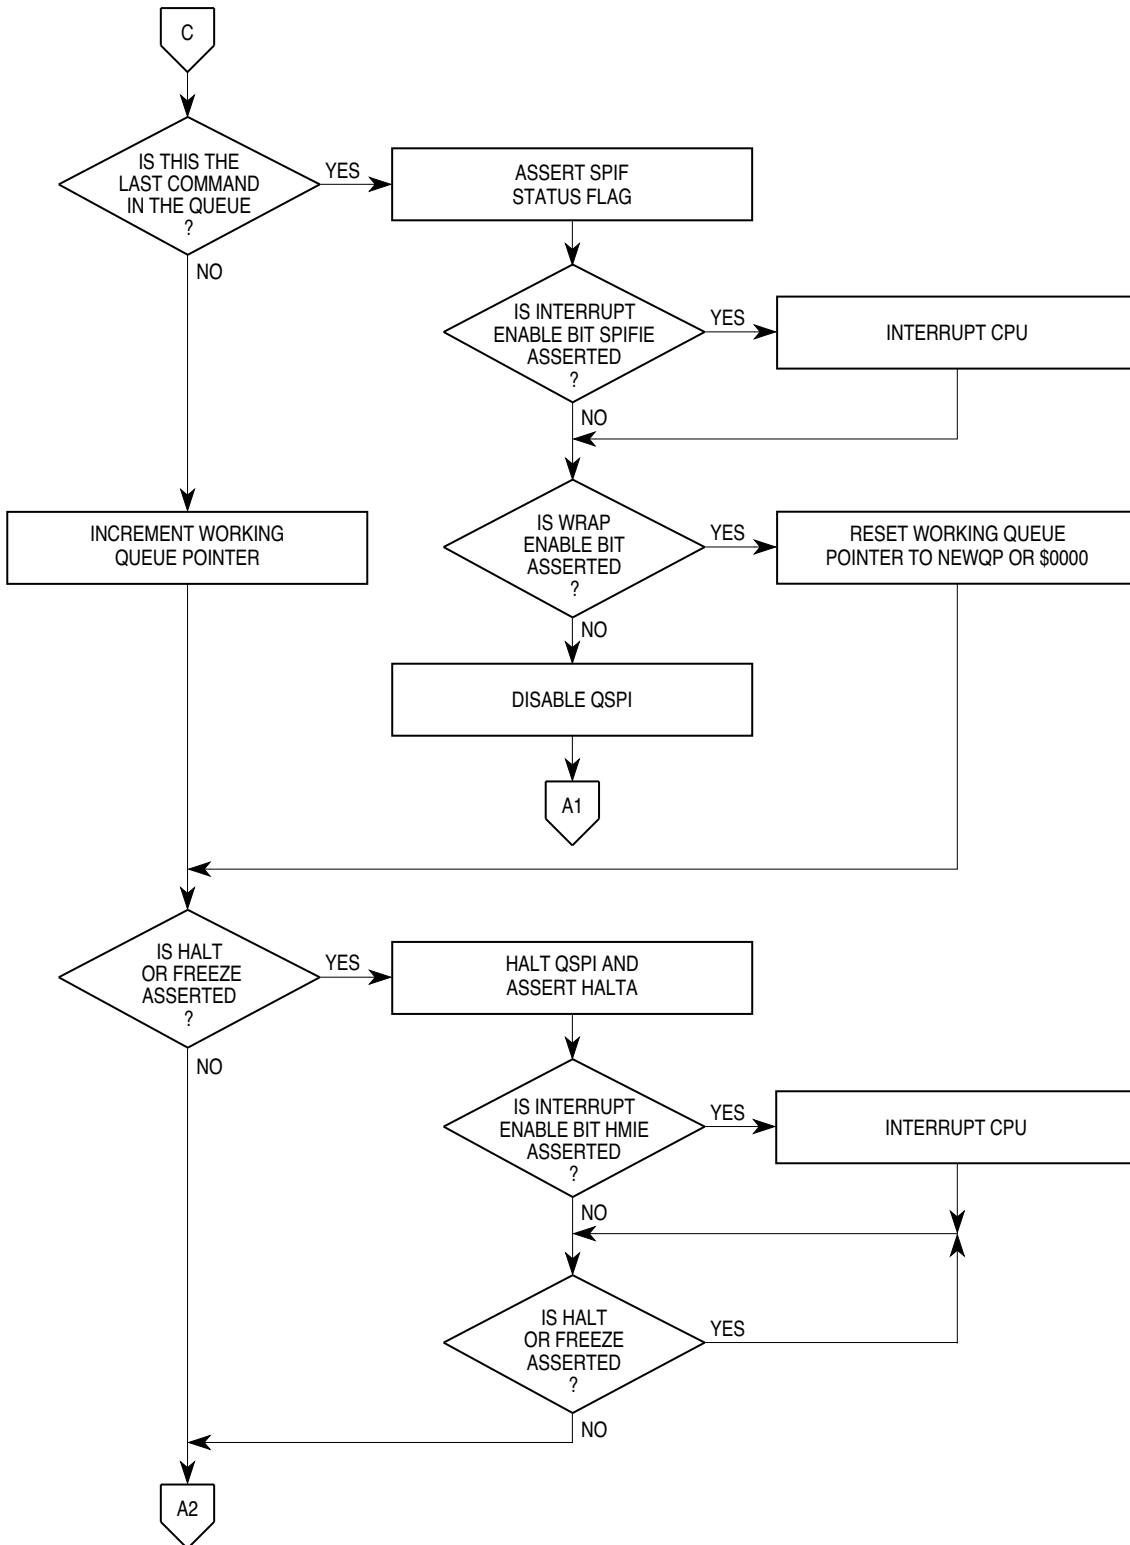 C
IS THIS THE
LAST COMMAND
IN THE QUEUE
?
YES
ASSERT SPIF
STATUS FLAG
NO
IS INTERRUPT
ENABLE BIT SPIFIE
ASSERTED
?
YES
INTERRUPT CPU
NO
INCREMENT WORKING
QUEUE POINTER
IS WRAP
ENABLE BIT
ASSERTED
?
YES
RESET WORKING QUEUE
POINTER TO NEWQP OR $0000
NO
DISABLE QSPI
A1
IS HALT
OR FREEZE
ASSERTED
?
YES
HALT QSPI AND
ASSERT HALTA
NO
IS INTERRUPT
ENABLE BIT HMIE
ASSERTED
?
YES
INTERRUPT CPU
NO
IS HALT
OR FREEZE
ASSERTED
?
YES
NO
A2